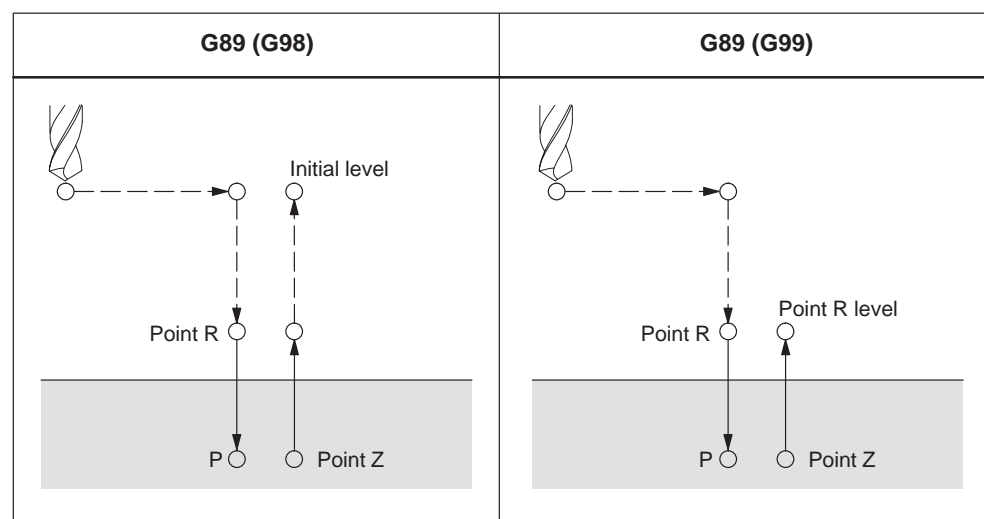 G89 (G98)
G89 (G99)
Initial level
Point R
P
Point Z
Point R level
Point R
P
Point Z